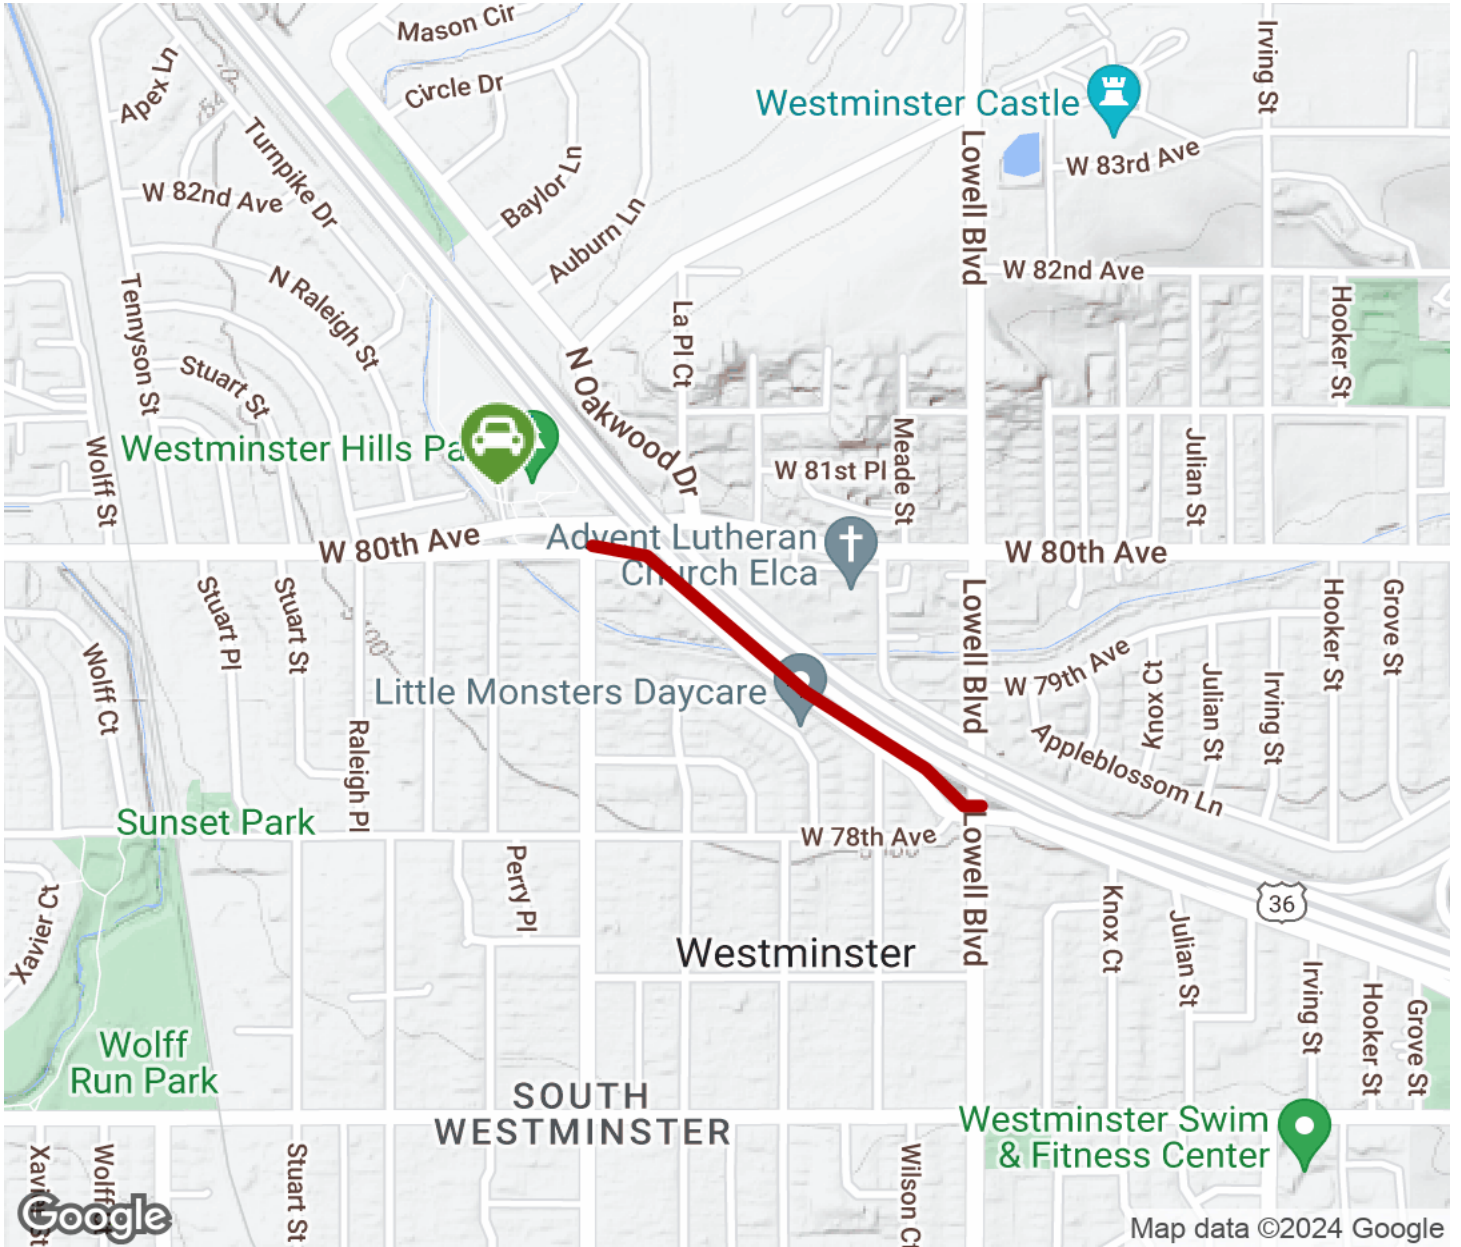 Mason Cir
Irving St
Apex Ln
Circle Dr
Westminster Castle
Turnpike Dr
Lowell Blvd
W 83rd Ave
W 82nd Ave
Baylor Ln
Auburn Ln
W 82nd Ave
N Raleigh St
Tennyson St
La Pl Ct
Hooker St
Stuart St
N Oakwood Dr
Meade St
Julian St
Westminster Hills Pa
Wolff St
W 81st Pl
W 80th Ave
Advent Lutheran
Church Elca
W 80th Ave
Stuart Pl
Stuart St
Lowell Blvd
Hooker St
Grove St
Wolff Ct
W 79th Ave
Knox Ct
Julian St
Irving St
Little Monsters Daycare
Raleigh Pl
Appleblossom Ln
Sunset Park
W 78th Ave
Lowell Blvd
Perry Pl
Xavier Ct
Knox Ct
Julian St
36
Westminster
Irving St
Hooker St
Grove St
Wolff
Run Park
SOUTH
WESTMINSTER
Westminster Swim
& Fitness Center
Stuart St
Wilson Ct
Google
Map data ©2024 Google